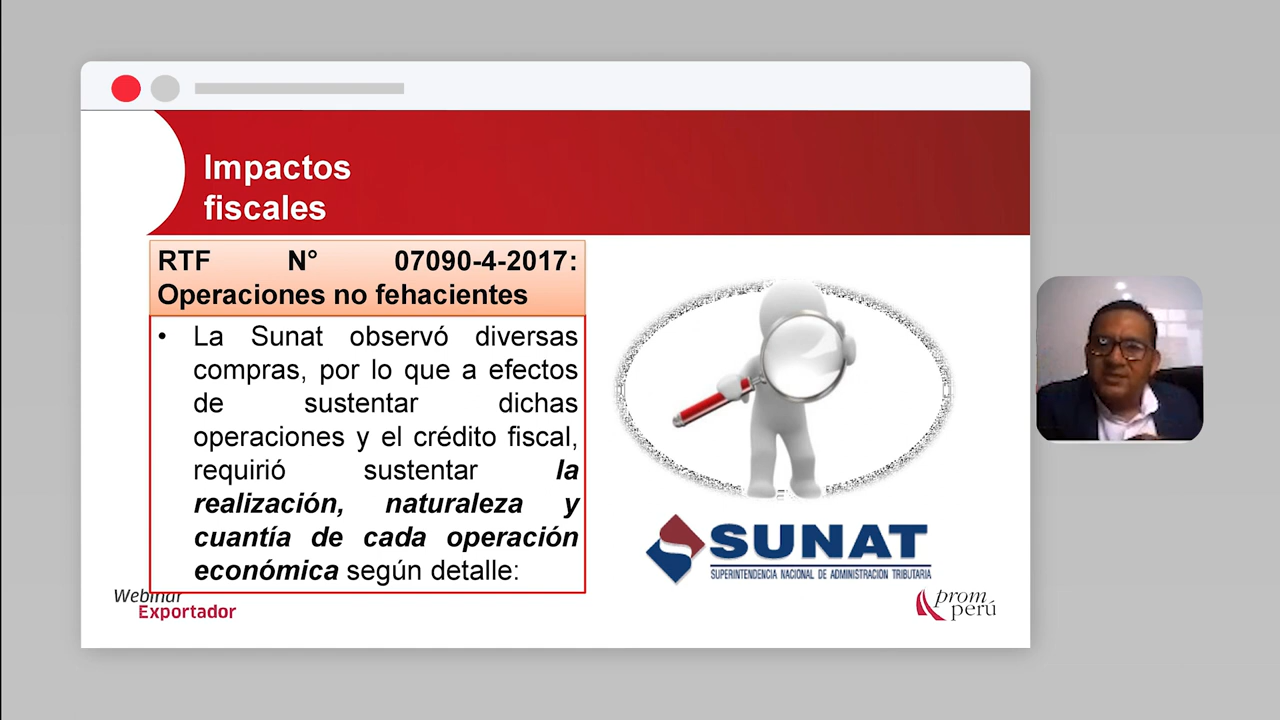 Impactos
fiscales
RTF N° 07090-4-2017:
Operaciones no fehacientes
• La Sunat observó diversas
compras, por lo que a efectos
de sustentar dichas
operaciones y el crédito fiscal,
requirió sustentar la
realización, naturaleza y
cuantía de cada operación
económica según detalle:
SUNAT
SUPERINTENDENCIA NACIONAL DE ADMINISTRACION TRIBUTARIA
Webinar
Exportador
prom
perú